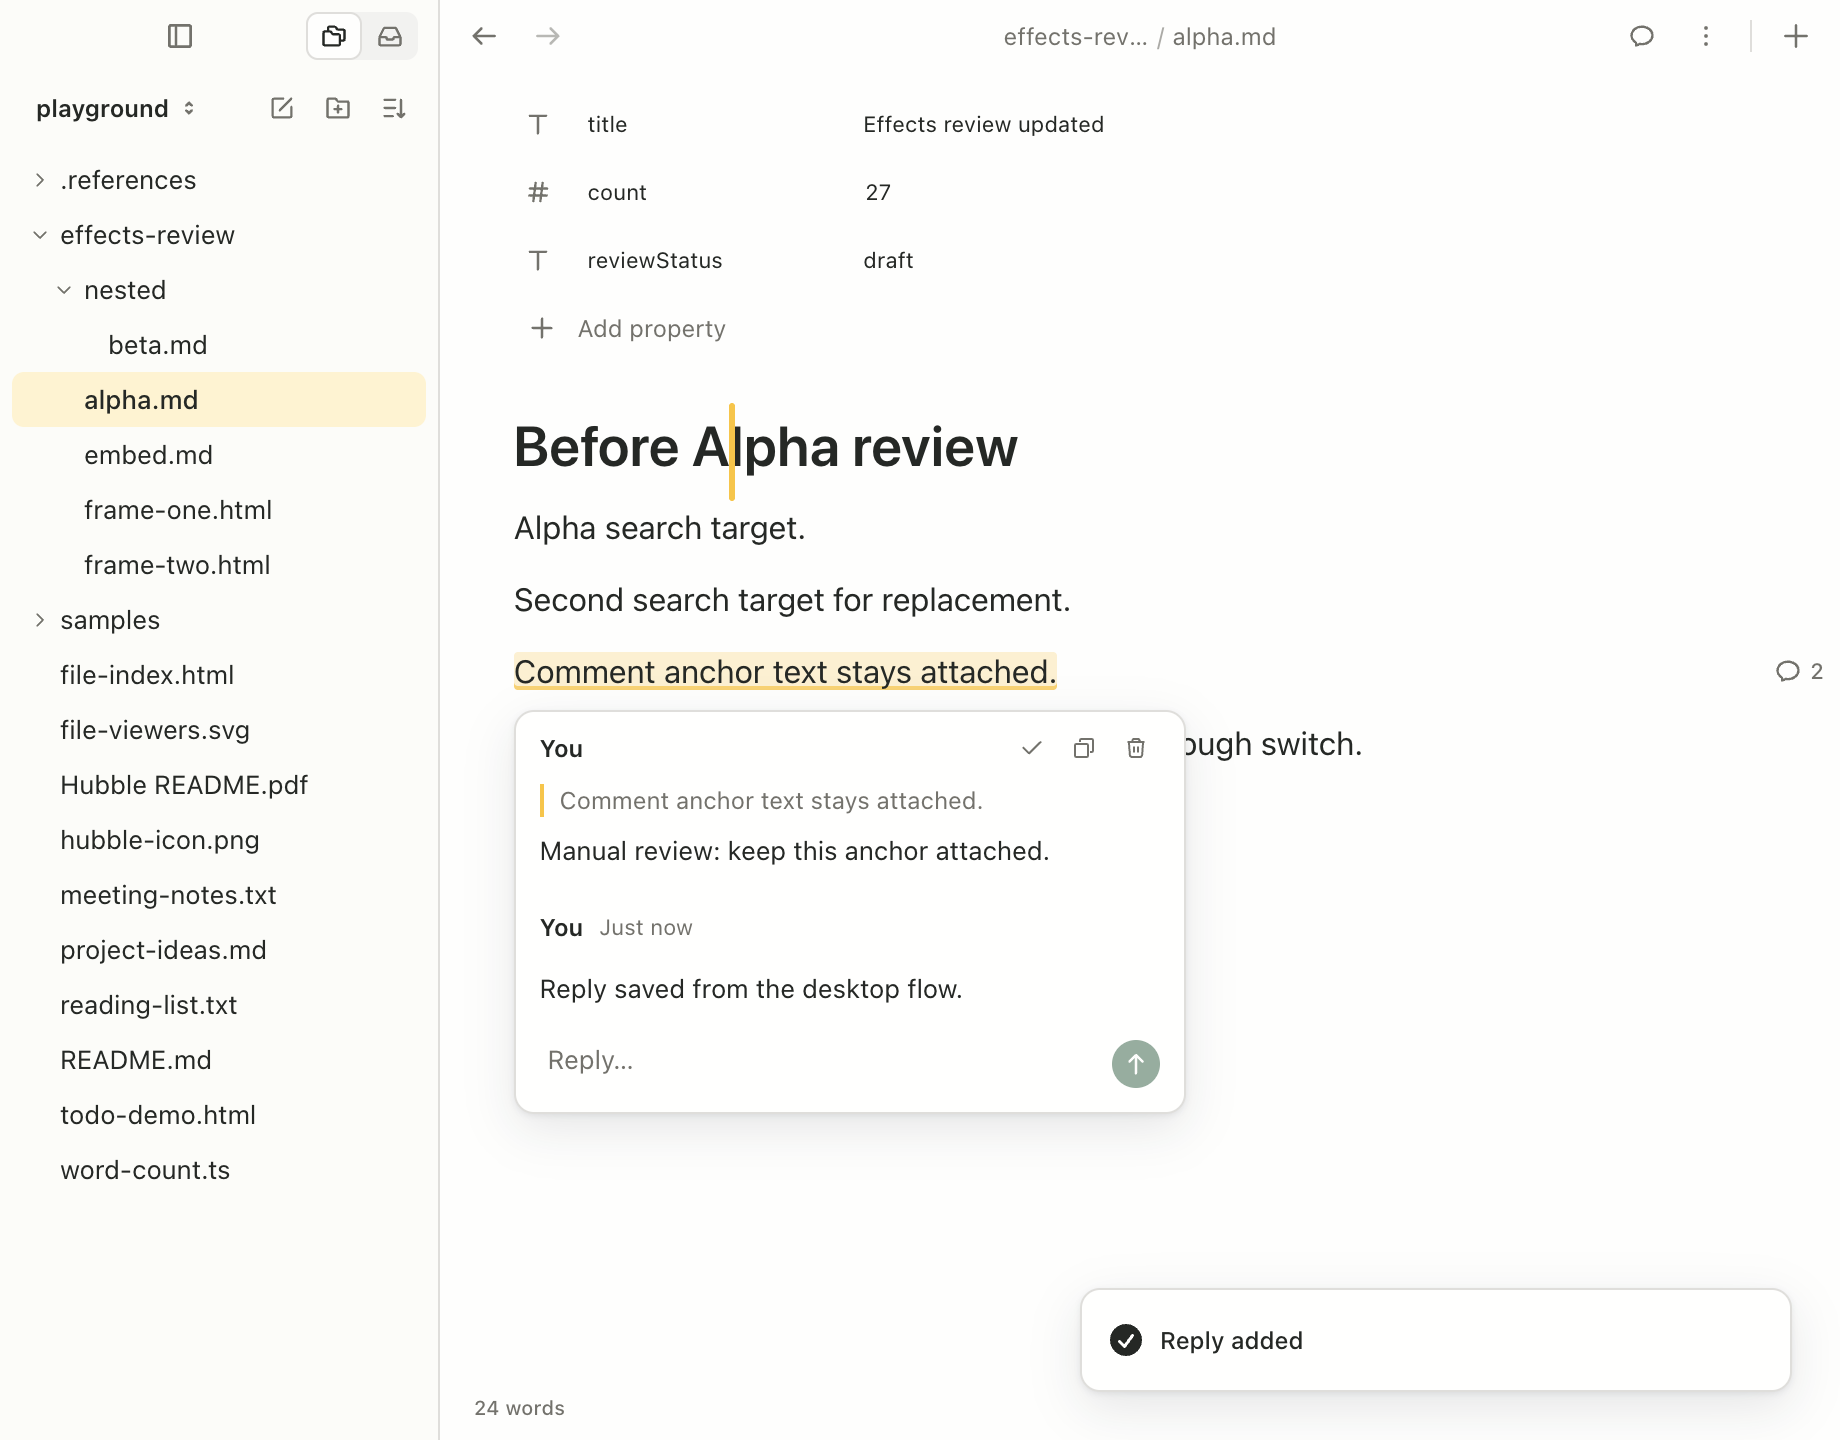 playground
.references
effects-review
nested
beta.md
alpha.md
embed.md
frame-one.html
frame-two.html
samples
file-index.html
file-viewers.svg
Hubble README.pdf
hubble-icon.png
meeting-notes.txt
project-ideas.md
reading-list.txt
README.md
todo-demo.html
word-count.ts
effects-rev... / alpha.md
title Effects review updated
count 27
reviewStatus draft
Add property
Before Alpha review
Alpha search target.
Second search target for replacement.
Comment anchor text stays attached.
2
switch.
You
Comment anchor text stays attached.
Manual review: keep this anchor attached.
You Just now
Reply saved from the desktop flow.
Reply...
Reply added
24 words